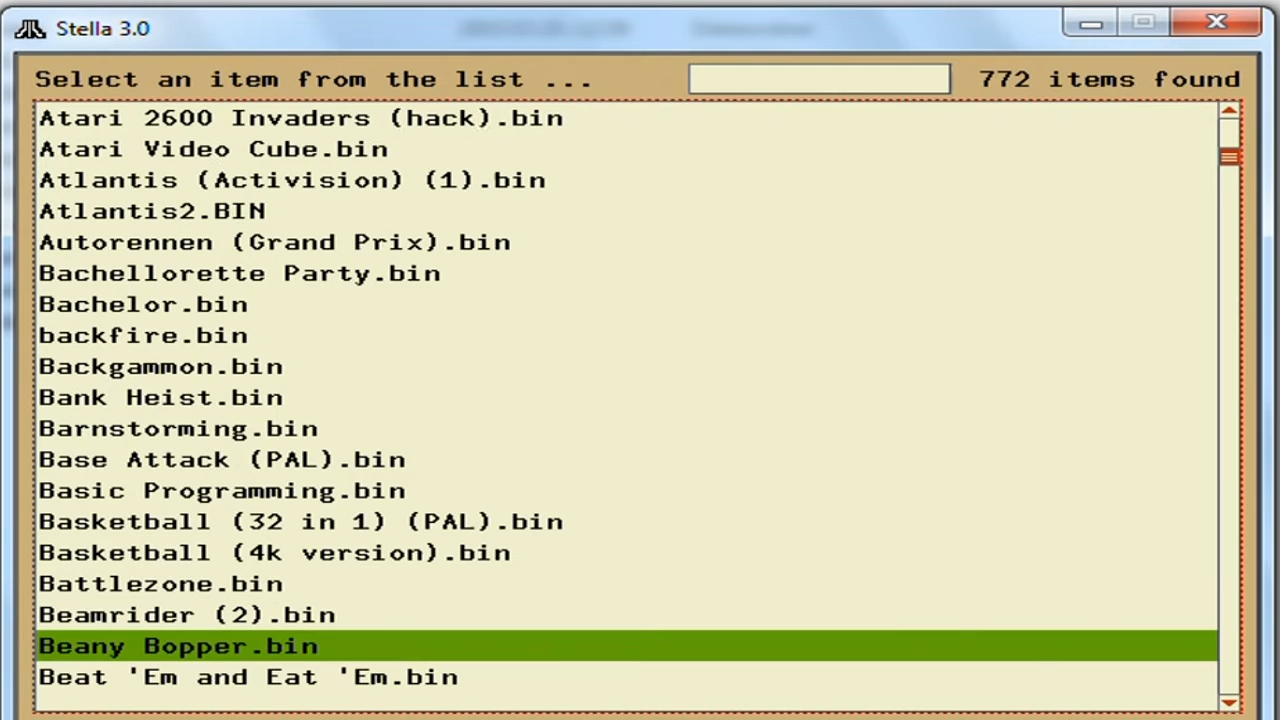 Stella 3.0
Select an item from the list ... 772 items found
Atari 2600 Invaders (hack).bin
Atari Video Cube.bin
Atlantis (Activision) (1).bin
Atlantis2.BIN
Autorennen (Grand Prix).bin
Bachellorette Party.bin
Bachelor.bin
backfire.bin
Backgammon.bin
Bank Heist.bin
Barnstorming.bin
Base Attack (PAL).bin
Basic Programming.bin
Basketball (32 in 1) (PAL).bin
Basketball (4k version).bin
Battlezone.bin
Beamrider (2).bin
Beany Bopper.bin
Beat 'Em and Eat 'Em.bin